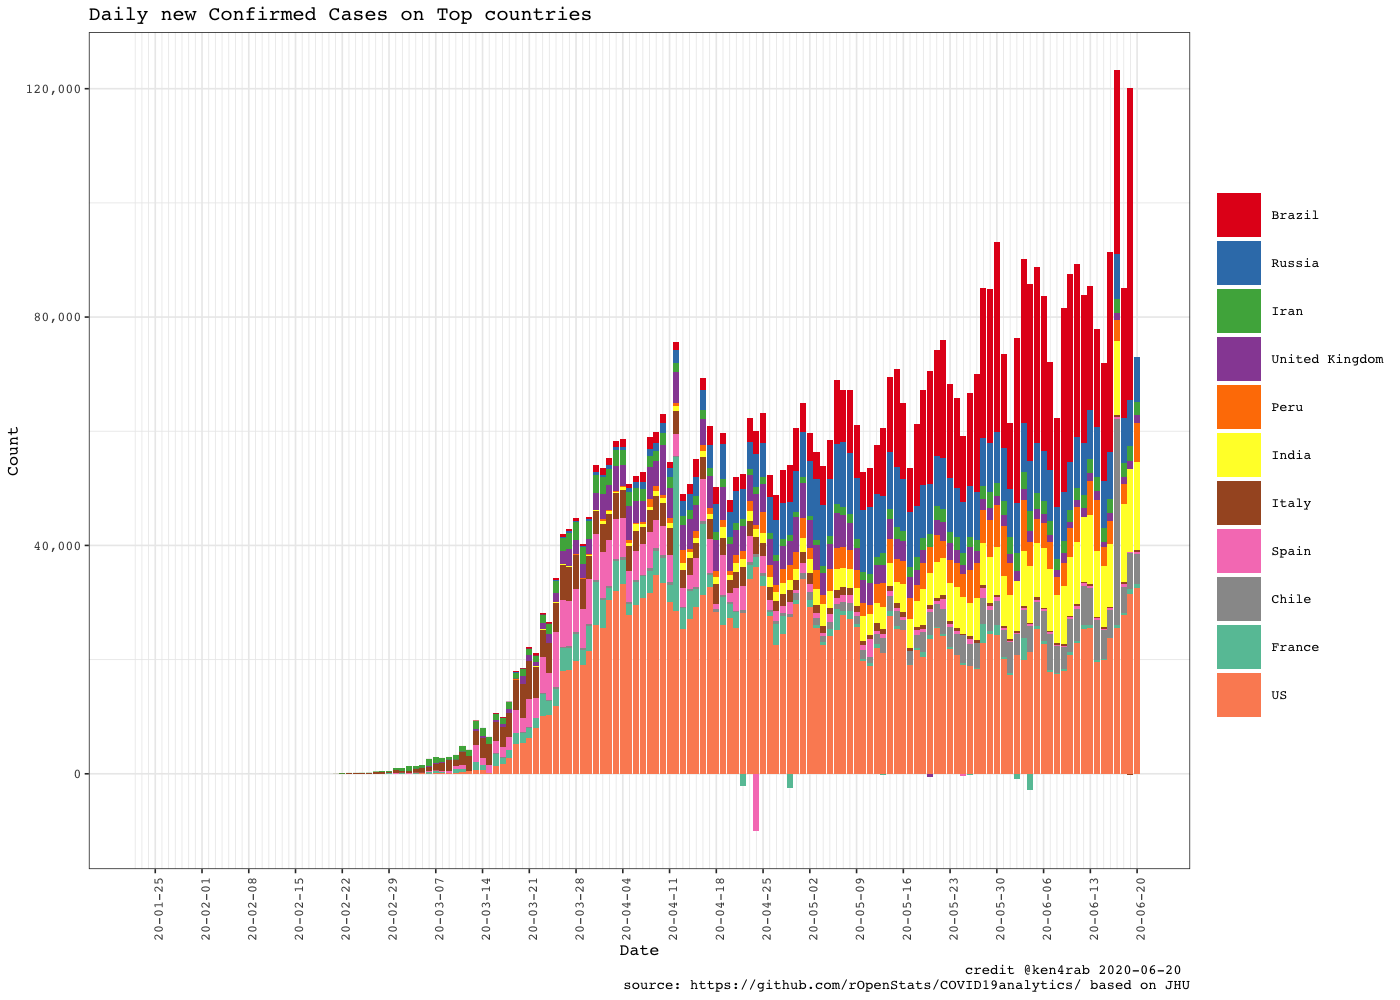 Daily new Confirmed Cases on Top countries
Count
120,000
80,000
40,000
0
20-01-25
20-02-01
20-02-08
20-02-15
20-02-22
20-02-29
20-03-07
20-03-14
20-03-21
20-03-28
20-04-04
20-04-11
20-04-18
20-04-25
20-05-02
20-05-09
20-05-16
20-05-23
20-05-30
20-06-06
20-06-13
20-06-20
Date
Brazil
Russia
Iran
United Kingdom
Peru
India
Italy
Spain
Chile
France
US
credit @ken4rab 2020-06-20
source: https://github.com/rOpenStats/COVID19analytics/ based on JHU